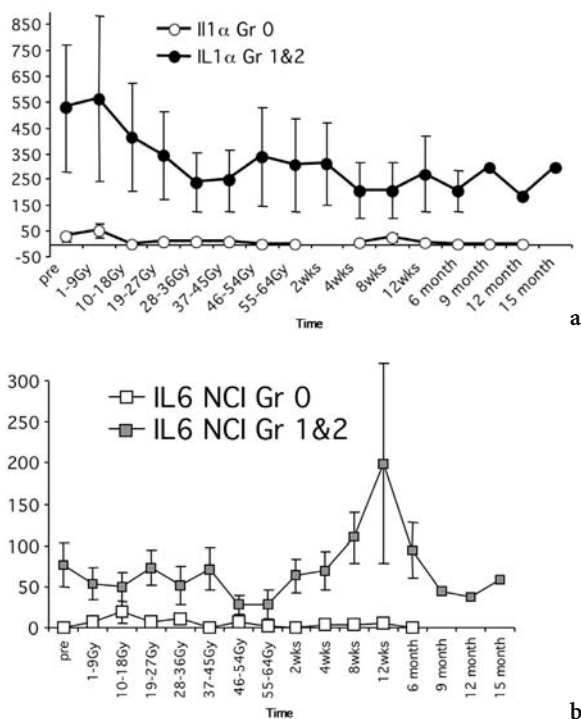 850
750
650
550
450
350
250
150
50
-50
Il1α Gr 0
IL1α Gr 1&2
pre
1-9Gy
10-18Gy
19-27Gy
28-36Gy
37-45Gy
46-54Gy
55-64Gy
2wks
4wks
8wks
12wks
6 month
9 month
12 month
15 month
Time
a
300
250
200
150
100
50
0
IL6 NCI Gr 0
IL6 NCI Gr 1&2
pre
1-9Gy
10-18Gy
19-27Gy
28-36Gy
37-45Gy
46-54Gy
55-64Gy
2wks
4wks
8wks
12wks
6 month
9 month
12 month
15 month
Time
b